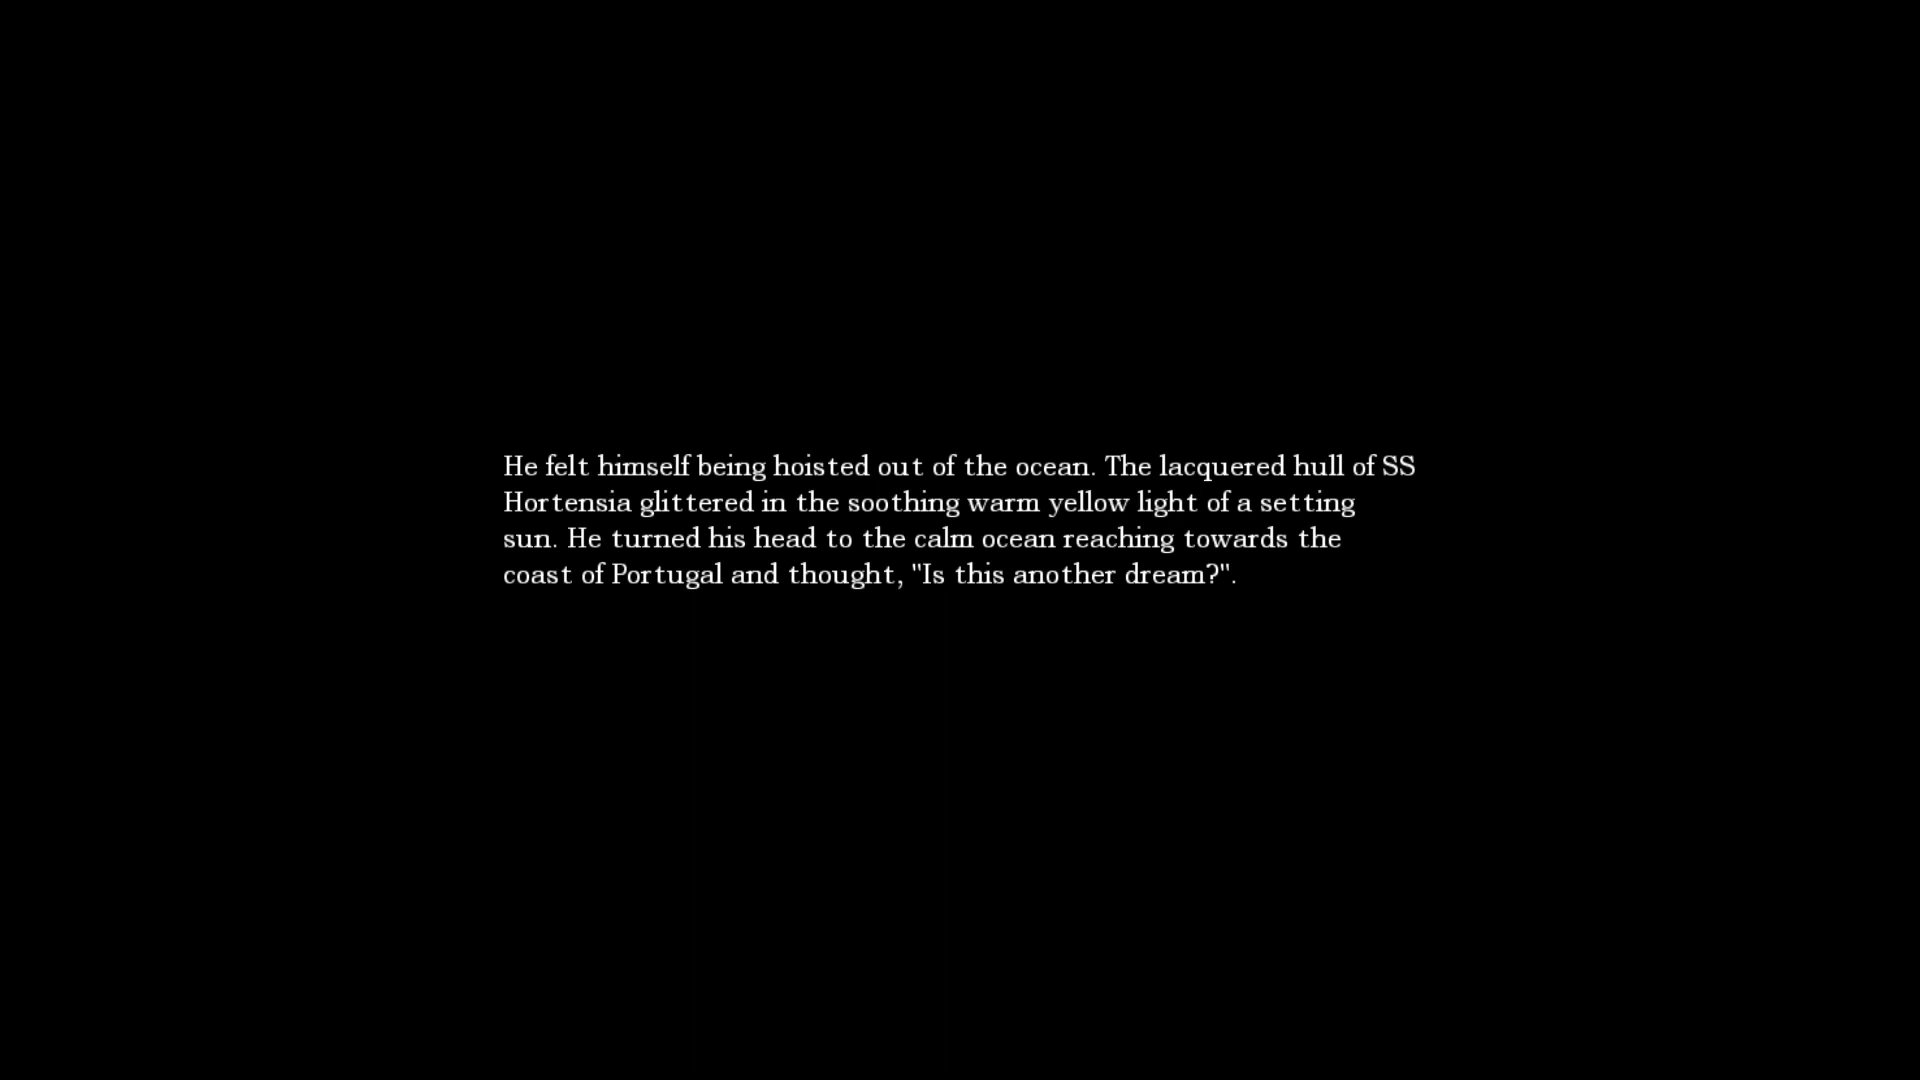 He felt himself being hoisted out of the ocean. The lacquered hull of SS
Hortensia glittered in the soothing warm yellow light of a setting
sun. He turned his head to the calm ocean reaching towards the
coast of Portugal and thought, "Is this another dream?".